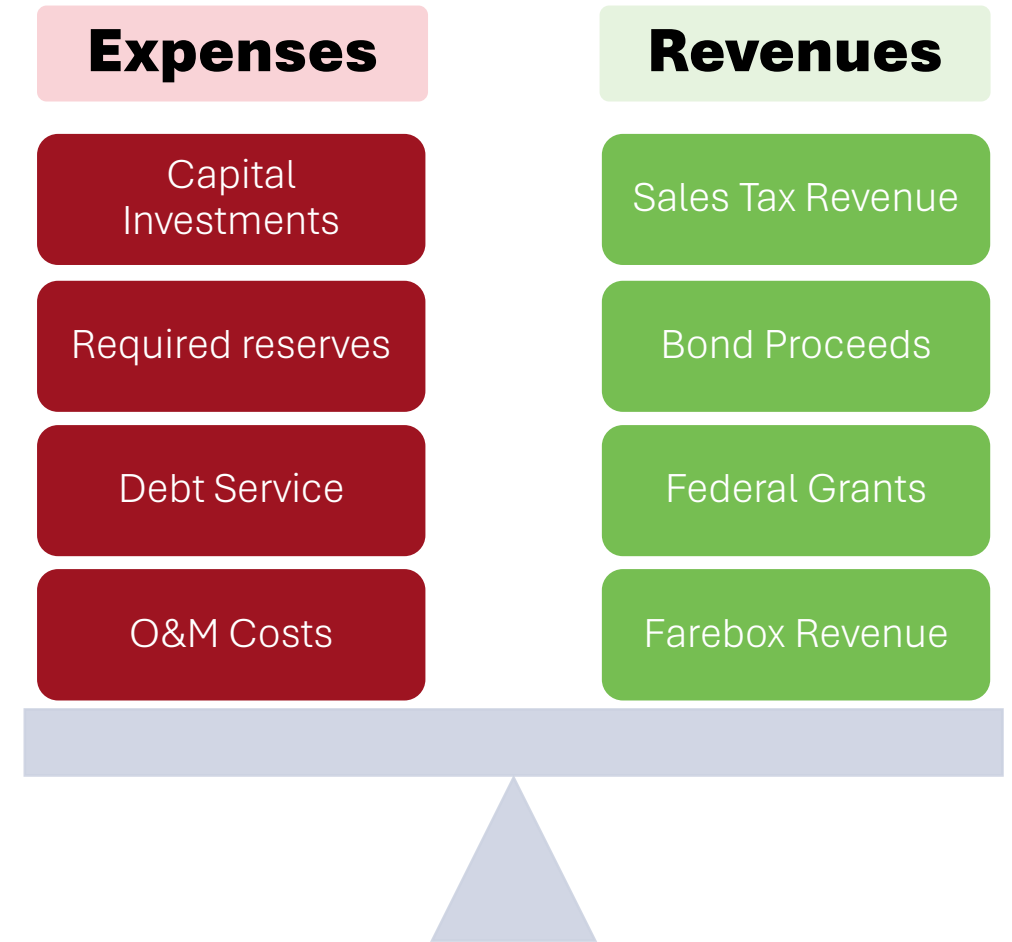 Expenses
Capital
Investments
Required reserves
Debt Service
O&M Costs
Revenues
Sales Tax Revenue
Bond Proceeds
Federal Grants
Farebox Revenue